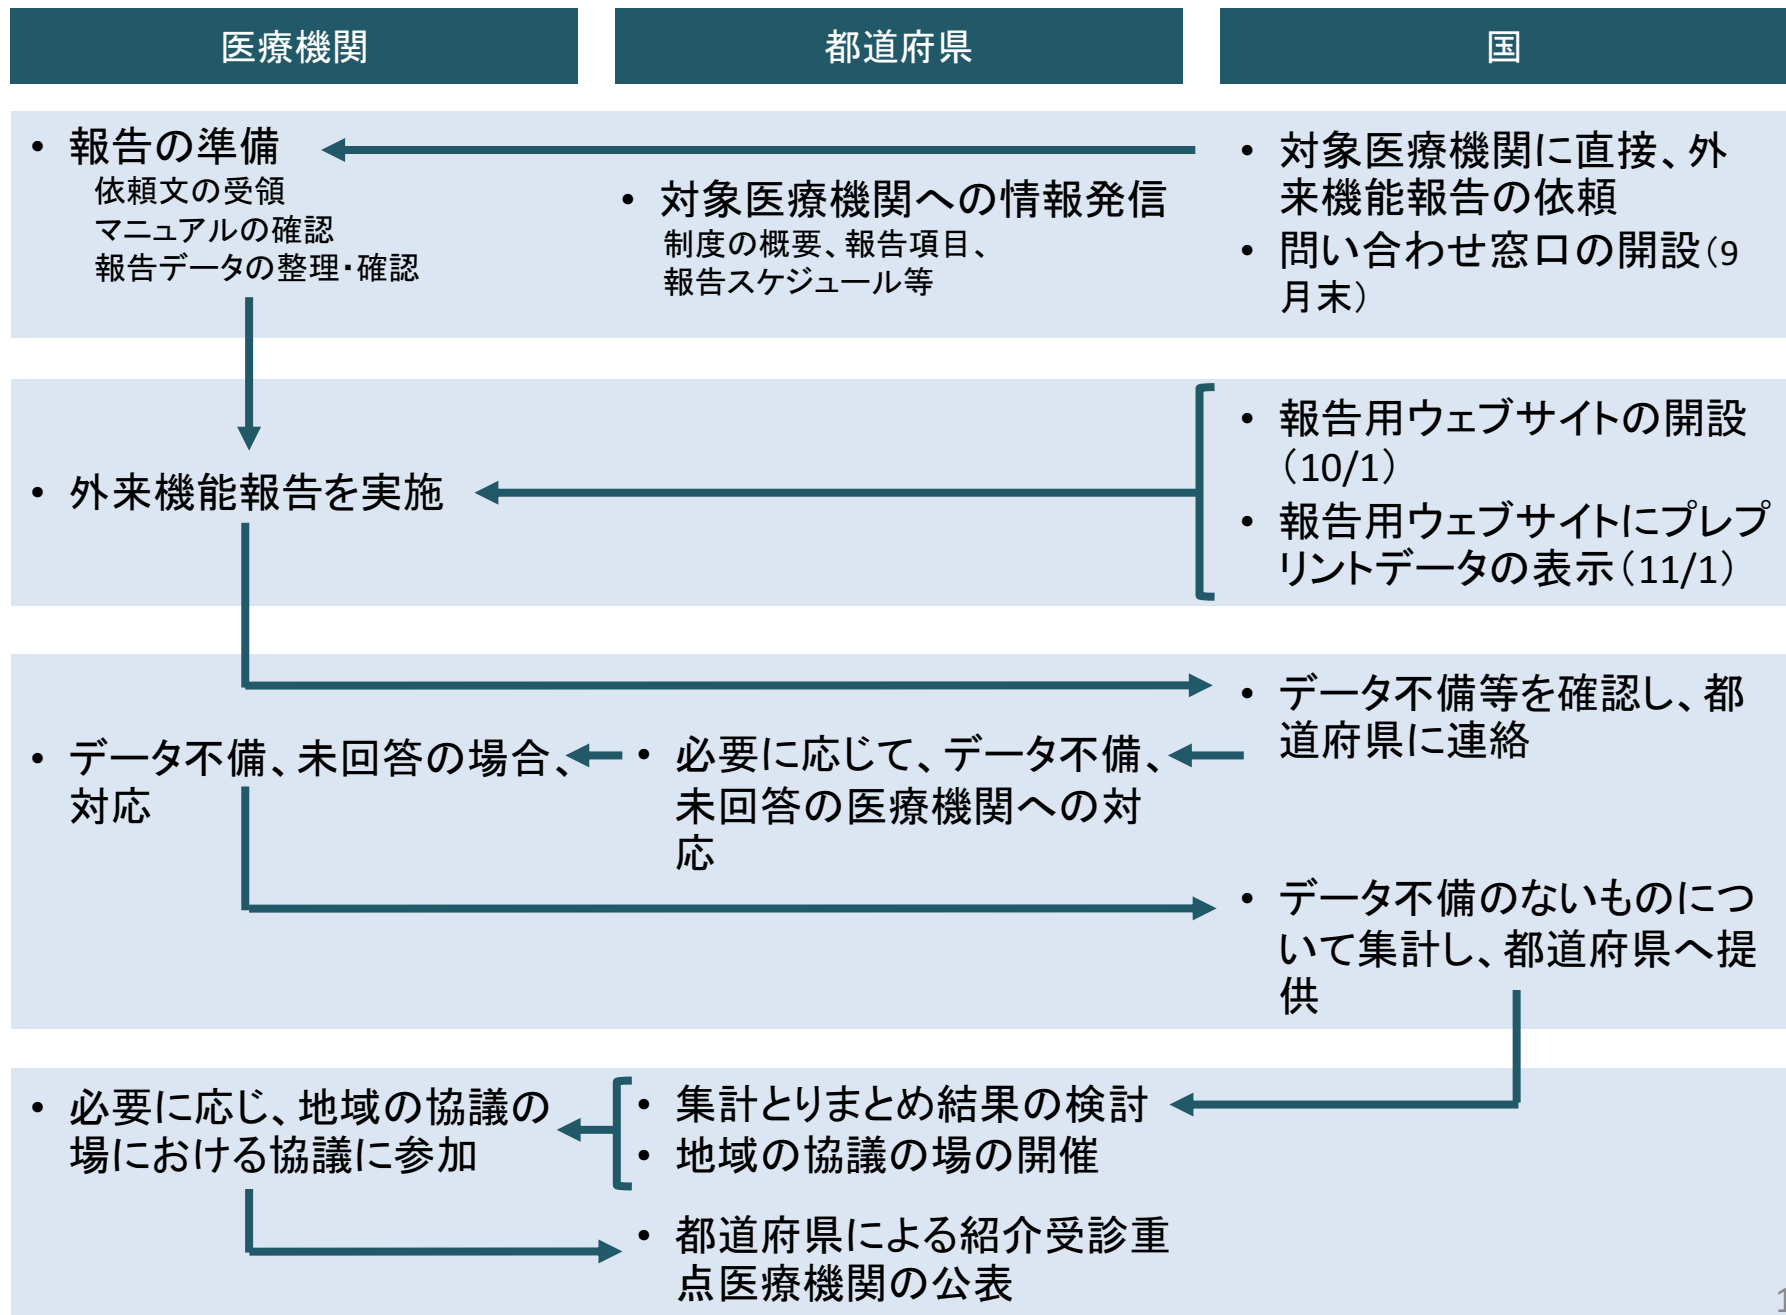 医療機関
都道府県
国
• 報告の準備
依頼文の受領
マニュアルの確認
報告データの整理・確認
• 対象医療機関への情報発信
制度の概要、報告項目、
報告スケジュール等
• 対象医療機関に直接、外
来機能報告の依頼
• 問い合わせ窓口の開設（9
月末）
• 外来機能報告を実施
• 報告用ウェブサイトの開設
（10/1）
• 報告用ウェブサイトにプレプ
リントデータの表示（11/1）
• データ不備等を確認し、都
道府県に連絡
• 必要に応じて、データ不備、
未回答の医療機関への対
応
• データ不備、未回答の場合、
対応
• データ不備のないものにつ
いて集計し、都道府県へ提
供
• 集計とりまとめ結果の検討
• 地域の協議の場の開催
• 必要に応じ、地域の協議の
場における協議に参加
• 都道府県による紹介受診重
点医療機関の公表